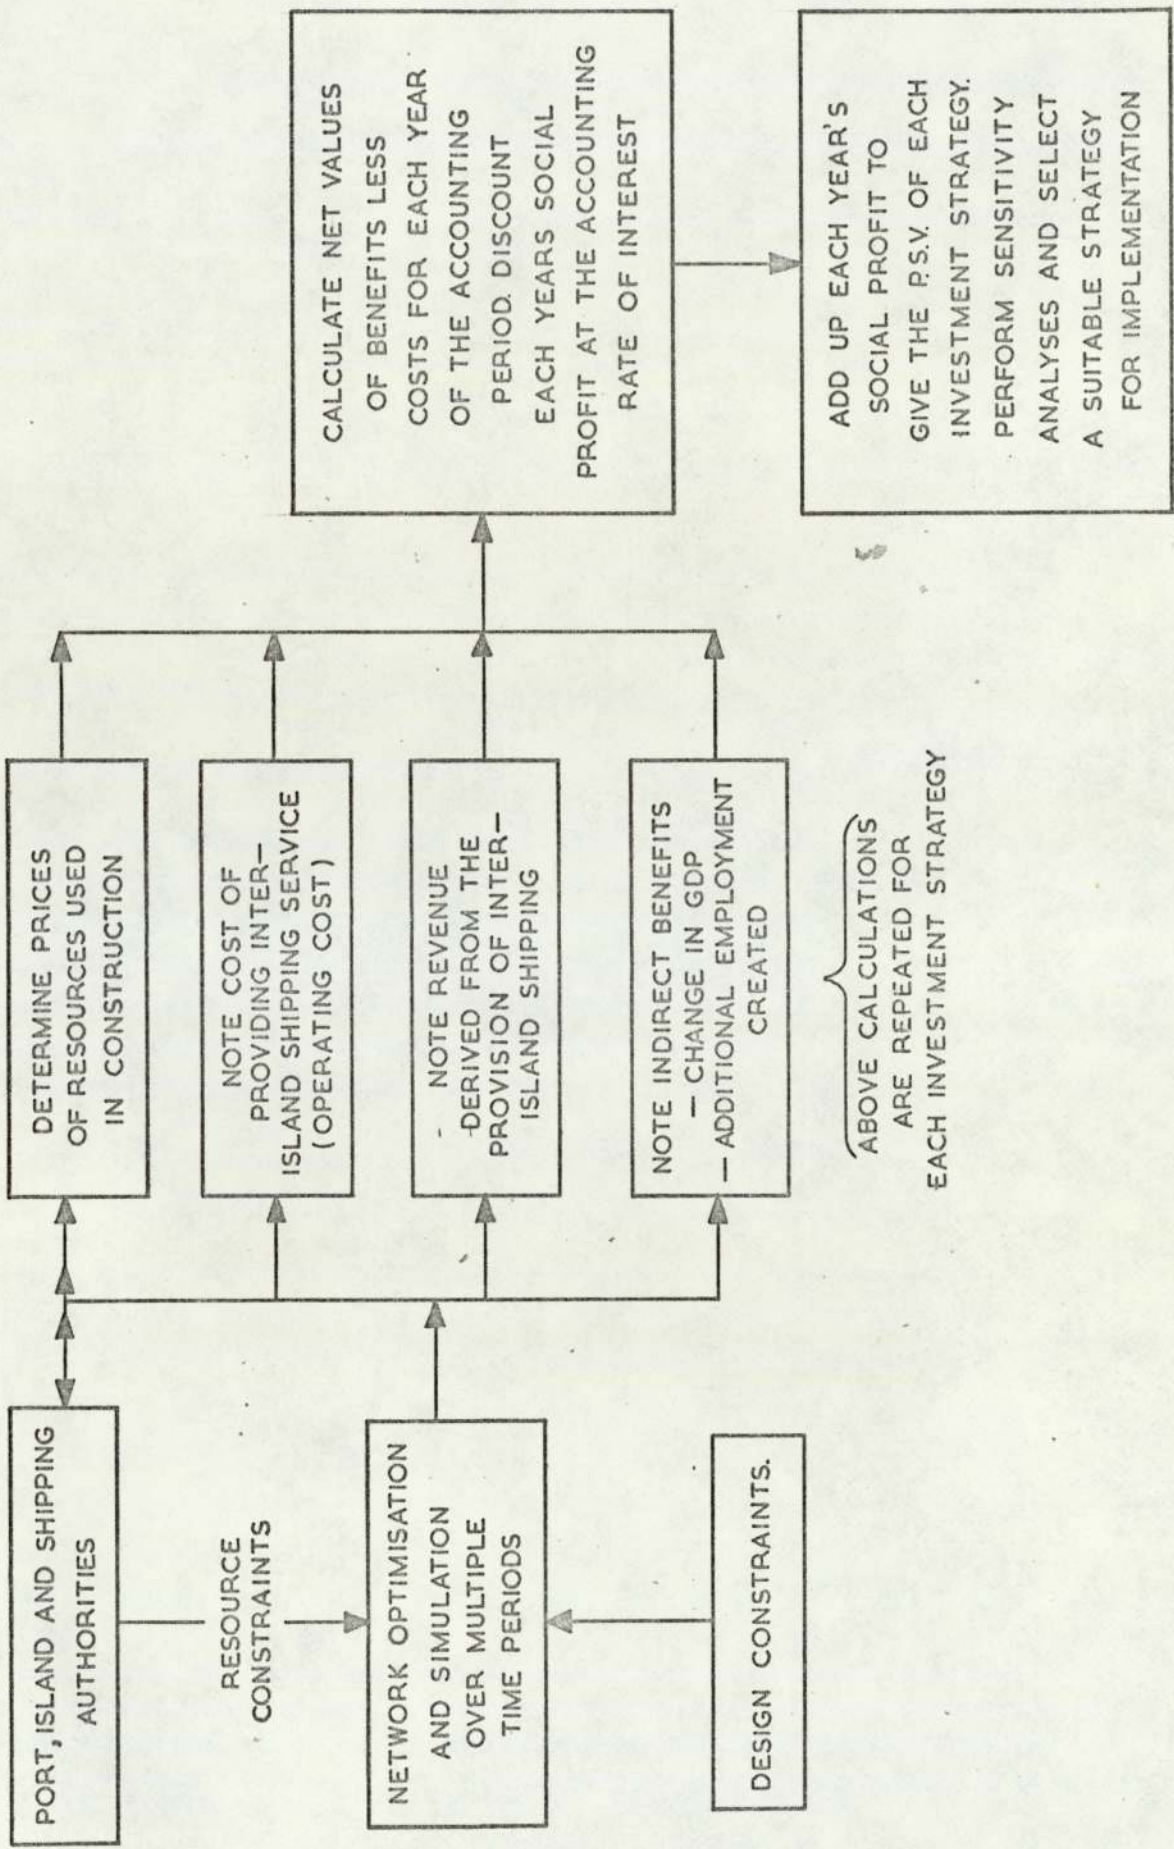 PORT, ISLAND AND SHIPPING
AUTHORITIES
RESOURCE
CONSTRAINTS
NETWORK OPTIMISATION
AND SIMULATION
OVER MULTIPLE
TIME PERIODS
DESIGN CONSTRAINTS.
DETERMINE PRICES
OF RESOURCES USED
IN CONSTRUCTION
NOTE COST OF
PROVIDING INTER—
ISLAND SHIPPING SERVICE
(OPERATING COST)
NOTE REVENUE
DERIVED FROM THE
PROVISION OF INTER—
ISLAND SHIPPING
NOTE INDIRECT BENEFITS
— CHANGE IN GDP
— ADDITIONAL EMPLOYMENT
CREATED
ABOVE CALCULATIONS
ARE REPEATED FOR
EACH INVESTMENT STRATEGY
CALCULATE NET VALUES
OF BENEFITS LESS
COSTS FOR EACH YEAR
OF THE ACCOUNTING
PERIOD. DISCOUNT
EACH YEARS SOCIAL
PROFIT AT THE ACCOUNTING
RATE OF INTEREST
ADD UP EACH YEAR'S
SOCIAL PROFIT TO
GIVE THE P.S.V. OF EACH
INVESTMENT STRATEGY.
PERFORM SENSITIVITY
ANALYSES AND SELECT
A SUITABLE STRATEGY
FOR IMPLEMENTATION